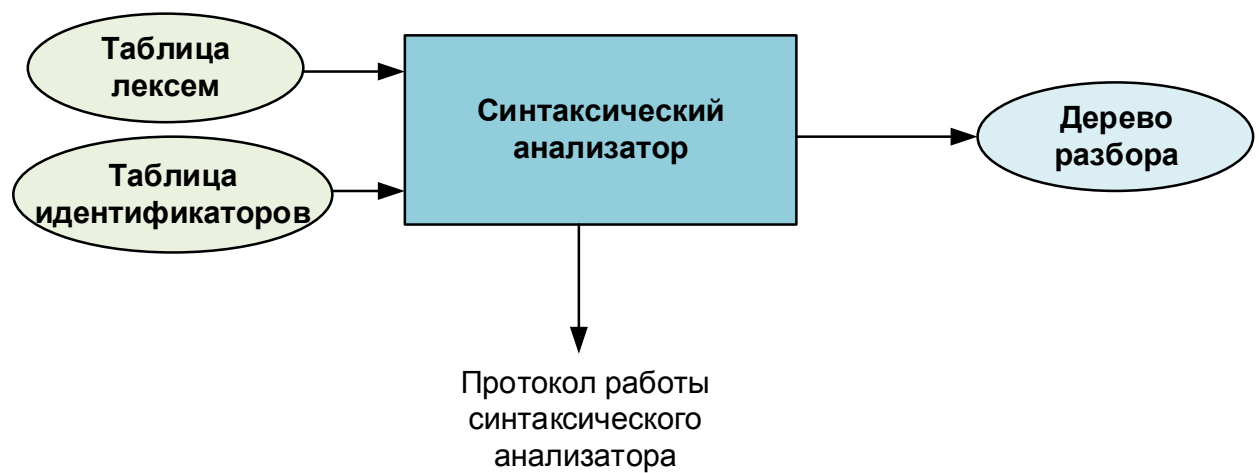 Таблица
лексем
Таблица
идентификаторов
Синтаксический
анализатор
Дерево
разбора
Протокол работы
синтаксического
анализатора